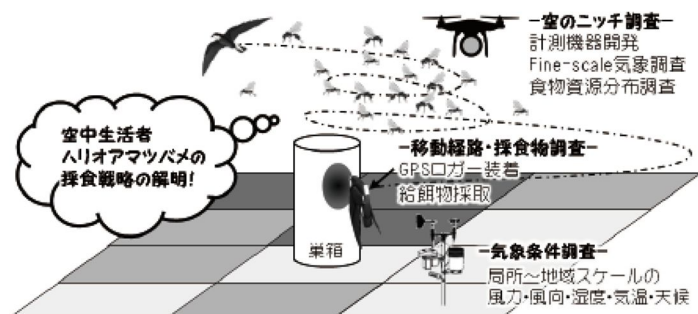 -空のニッチ調査-
計測機器開発
Fine-scale気象調査
食物資源分布調査
空中生活者
ハリオアマツバメの
採食戦略の解明!
-移動経路・採食物調査-
GPSロガー装着
給餌物採取
巣箱
-気象条件調査-
局所～地域スケールの
風力・風向・湿度・気温・天候